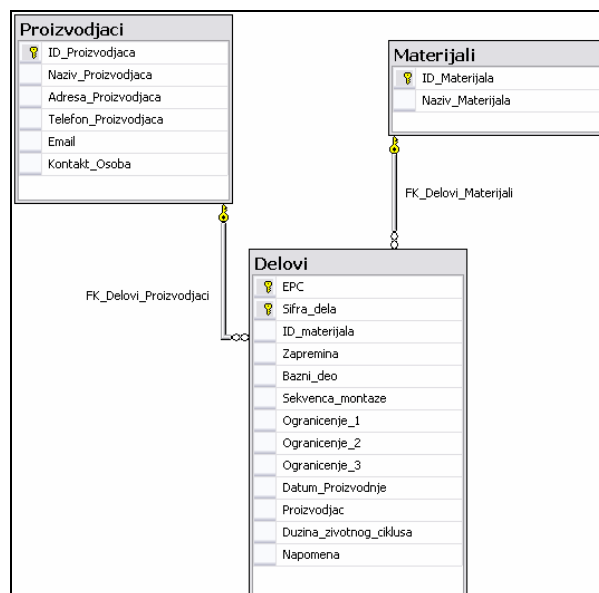 Proizvodjaci
ID_Proizvodjaca
Naziv_Proizvodjaca
Adresa_Proizvodjaca
Telefon_Proizvodjaca
Email
Kontakt_Osoba
Materijali
ID_Materijala
Naziv_Materijala
FK_Delovi_Materijali
FK_Delovi_Proizvodjaci
Delovi
EPC
Sifra_dela
ID_materijala
Zapremina
Bazni_deo
Sekvenca_montaze
Ogranicenje_1
Ogranicenje_2
Ogranicenje_3
Datum_Proizvodnje
Proizvodjac
Duzina_zivotnog_ciklusa
Napomena